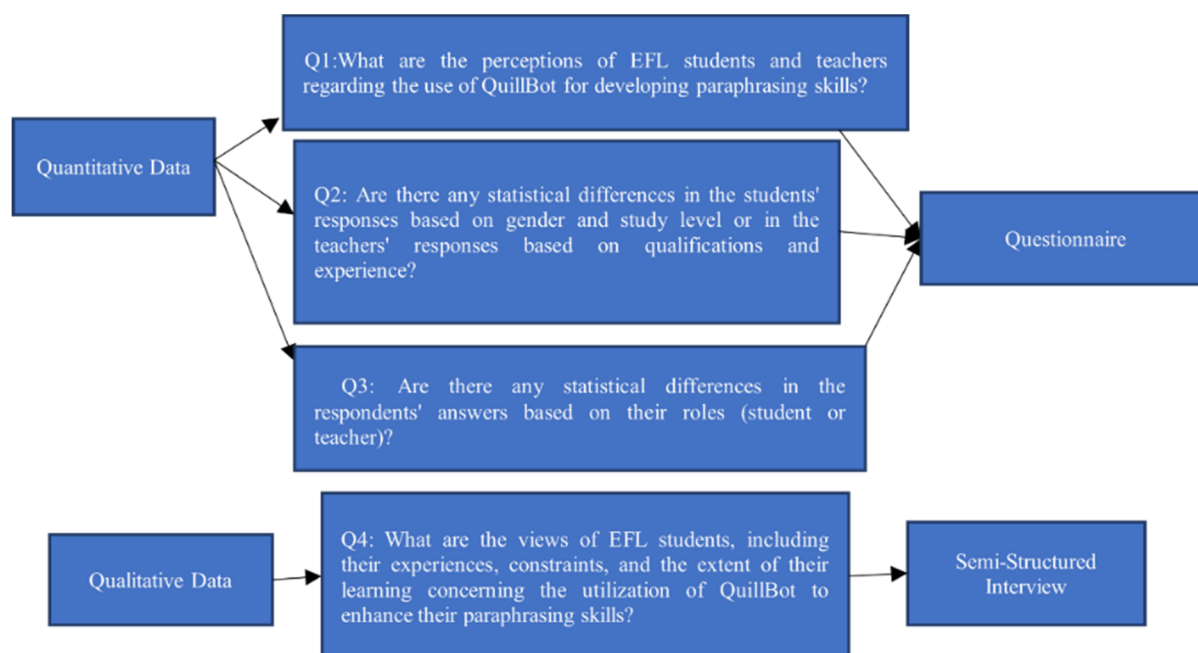 Q1:What are the perceptions of EFL students and teachers
regarding the use of QuillBot for developing paraphrasing skills?
Quantitative Data
Q2: Are there any statistical differences in the students'
responses based on gender and study level or in the
teachers' responses based on qualifications and
experience?
Questionnaire
Q3: Are there any statistical differences in the
respondents' answers based on their roles (student or
teacher)?
Qualitative Data
Q4: What are the views of EFL students, including
their experiences, constraints, and the extent of their
learning concerning the utilization of QuillBot to
enhance their paraphrasing skills?
Semi-Structured
Interview